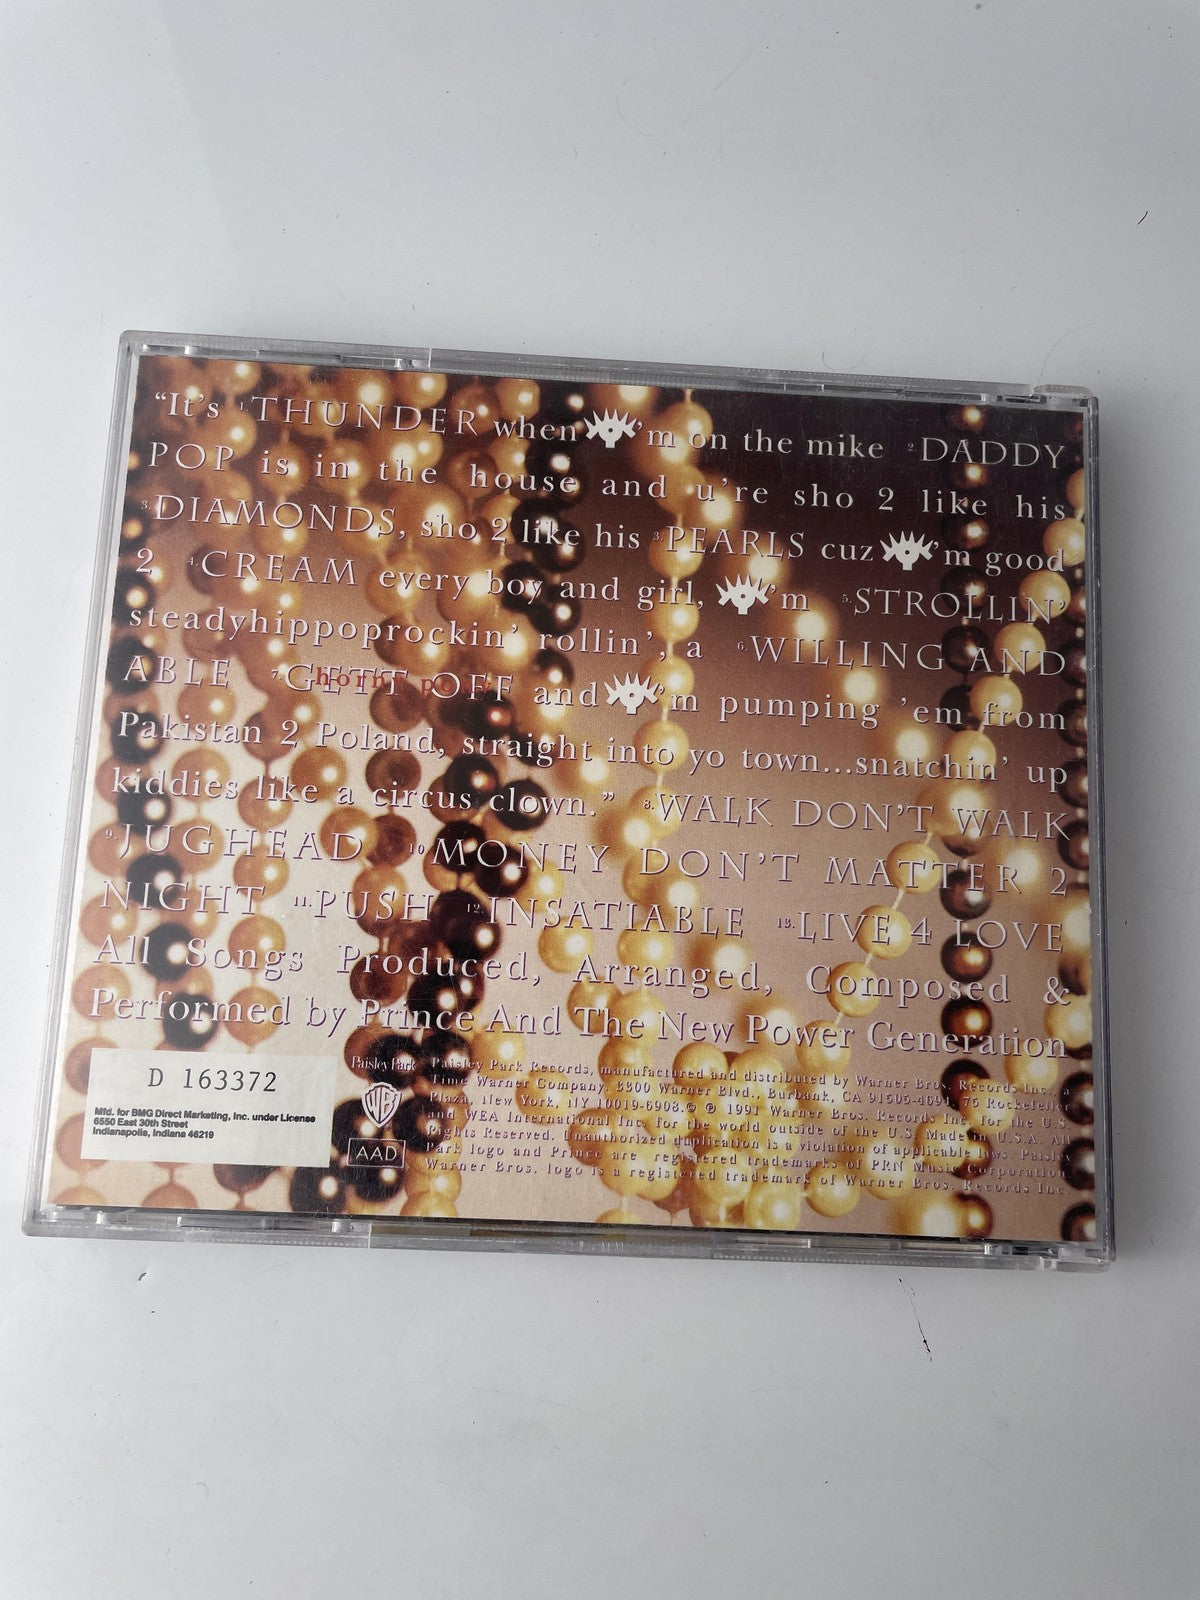 "It's 1. THUNDER when 'm on the mike 2. DADDY
POP is in the house and u're sho 2 like his
3. DIAMONDS, sho 2 like his 3. PEARLS cuz 'm good
2 4. CREAM every boy and girl, 'm 5. STROLLIN'
steadyhippoprockin' rollin', a 6. WILLING AND
ABLE 7. GETT OFF and 'm pumping 'em from
horny pony
Pakistan 2 Poland, straight into yo town...snatchin' up
kiddies like a circus clown." 8. WALK DON'T WALK
9. JUGHEAD 10. MONEY DON'T MATTER 2
NIGHT 11. PUSH 12. INSATIABLE 13. LIVE 4 LOVE
All Songs Produced, Arranged, Composed &
Performed by Prince And The New Power Generation
D 163372
Mfd. for BMG Direct Marketing, Inc. under License
6550 East 30th Street
Indianapolis, Indiana 46219
Paisley Park
AAD
Paisley Park Records, manufactured and distributed by Warner Bros. Records Inc., a
Time Warner Company. 3300 Warner Blvd., Burbank, CA 91505-4694. 75 Rockefeller
Plaza, New York, NY 10019-6908. © ℗ 1991 Warner Bros. Records Inc. for the U.S.
and WEA International Inc. for the world outside of the U.S. Made in U.S.A. All
Rights Reserved. Unauthorized duplication is a violation of applicable laws. Paisley
Park logo and Prince are registered trademarks of PRN Music Corporation
Warner Bros. logo is a registered trademark of Warner Bros. Records Inc.